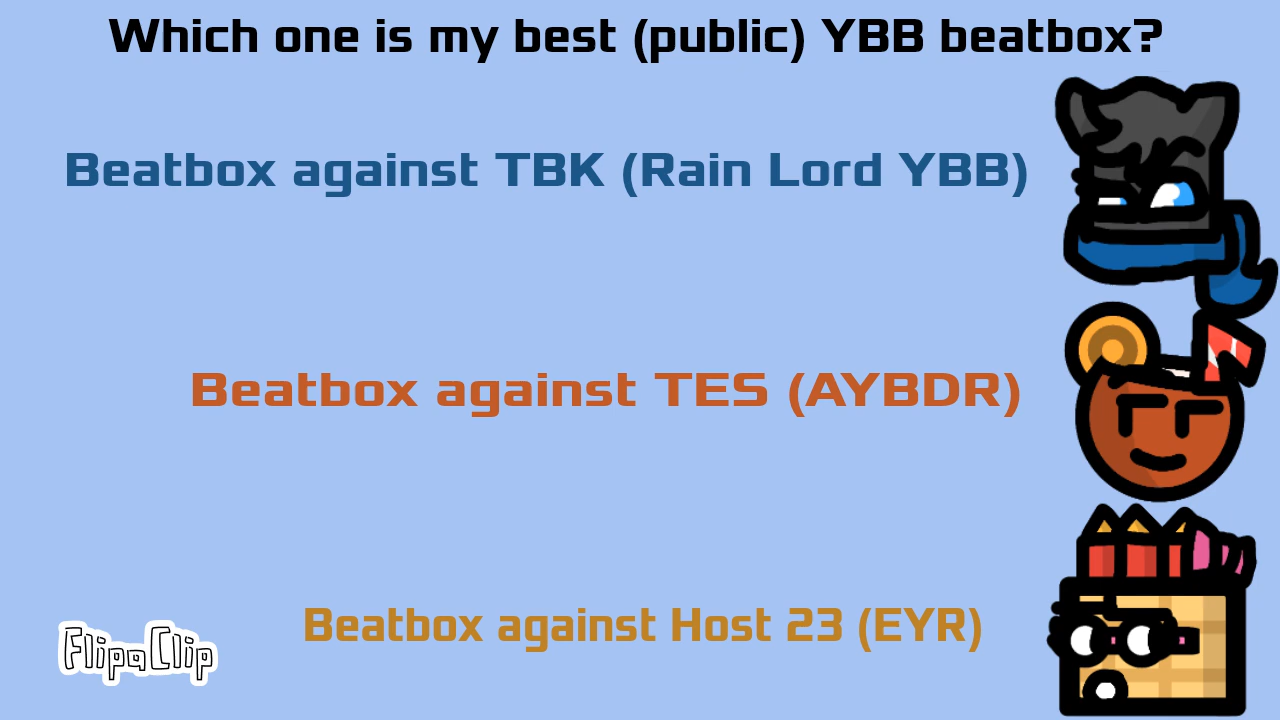 Which one is my best (public) YBB beatbox?
Beatbox against TBK (Rain Lord YBB)
Beatbox against TES (AYBDR)
Beatbox against Host 23 (EYR)
FlipaClip